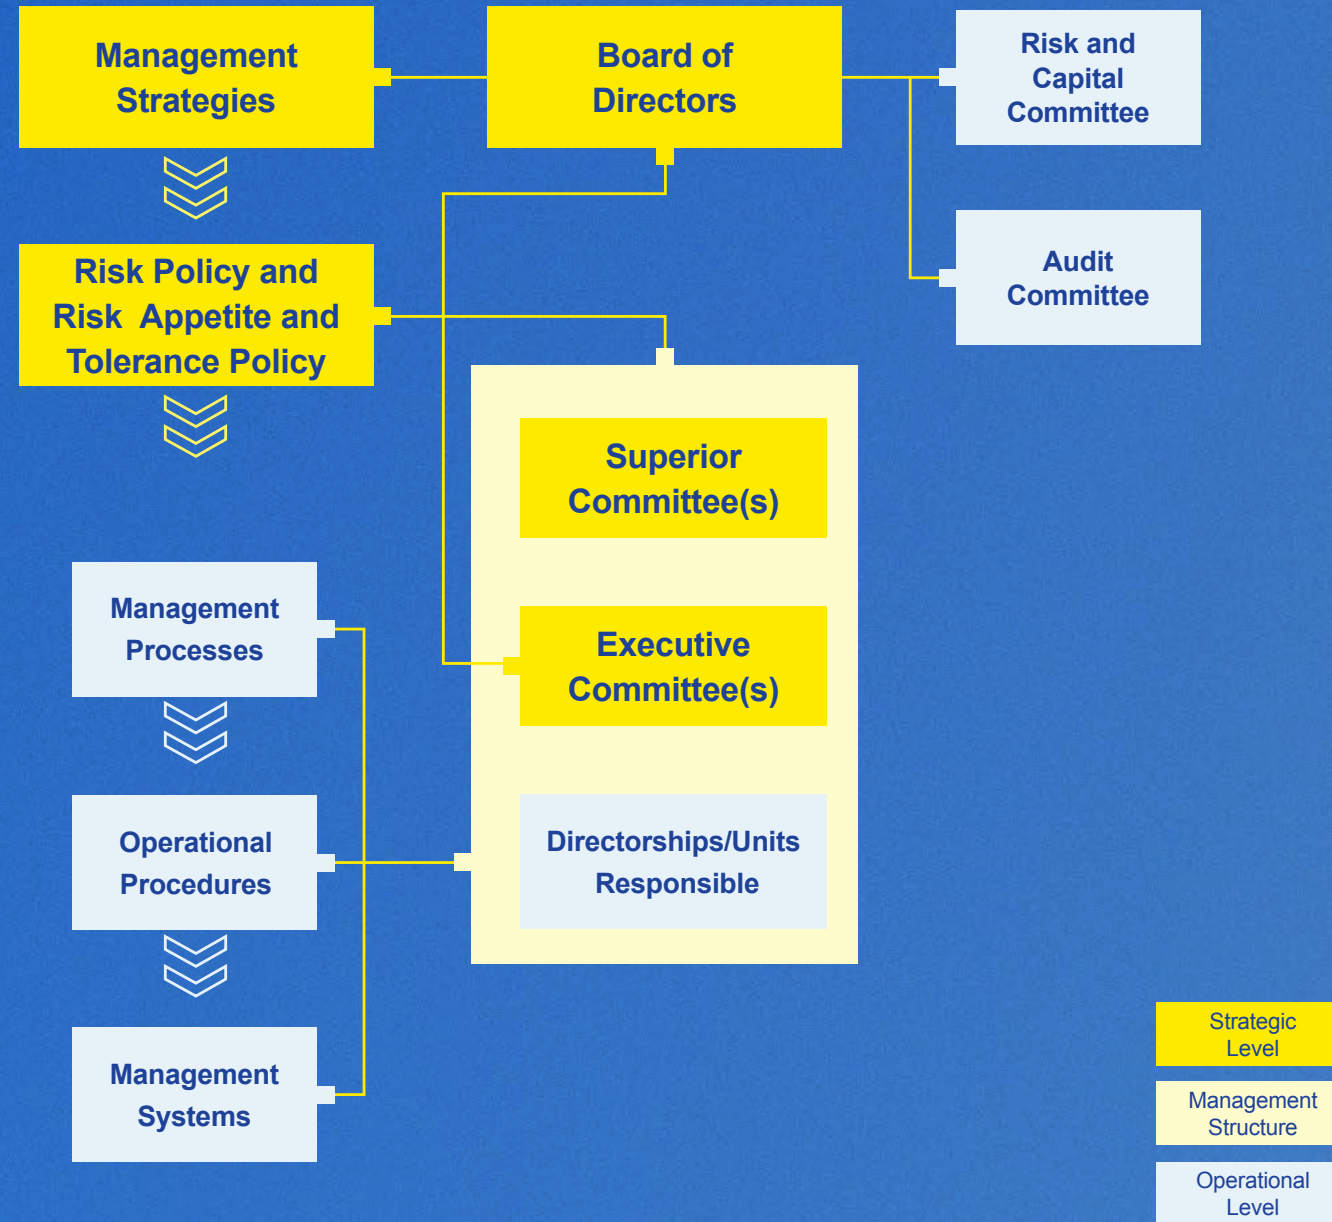 Management
Strategies
Board of
Directors
Risk and
Capital
Committee
Risk Policy and
Risk Appetite and
Tolerance Policy
Audit
Committee
Superior
Committee(s)
Management
Processes
Executive
Committee(s)
Operational
Procedures
Directorships/Units
Responsible
Management
Systems
Strategic
Level
Management
Structure
Operational
Level